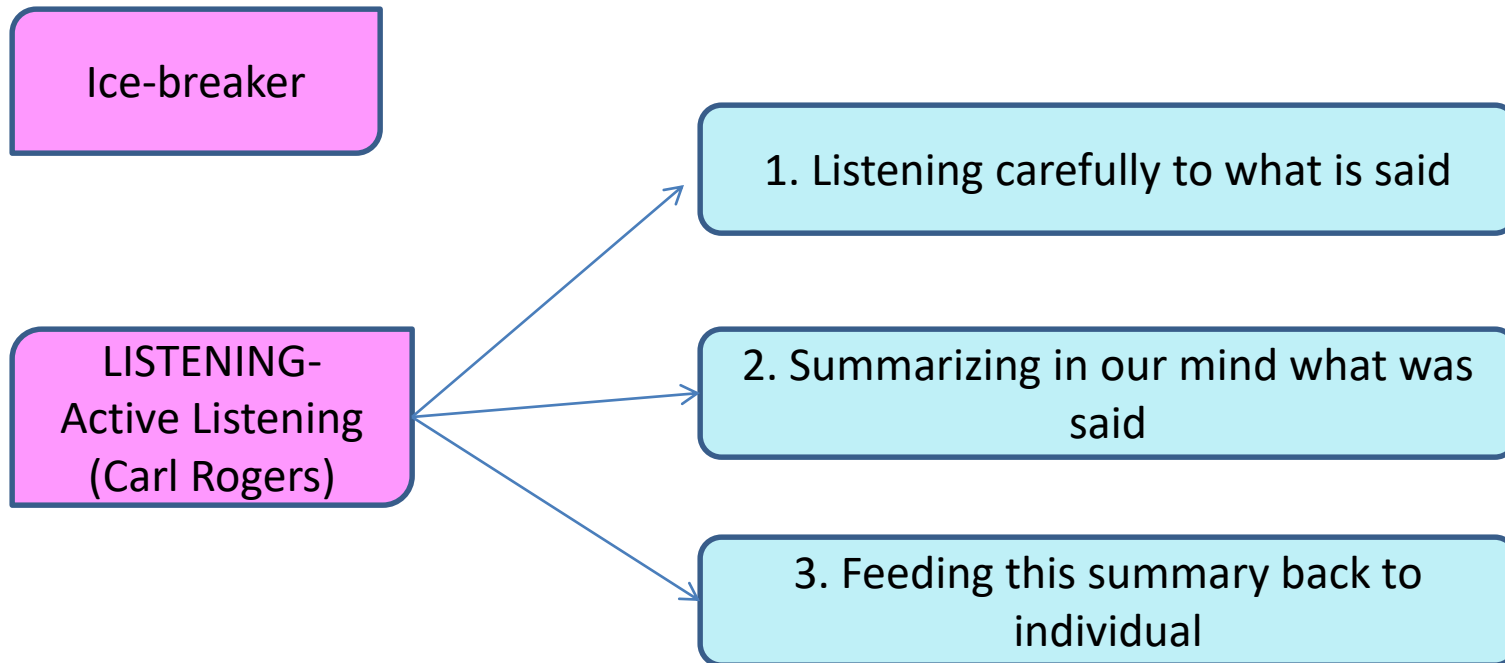 Ice-breaker
LISTENING-
Active Listening
(Carl Rogers)
1. Listening carefully to what is said
2. Summarizing in our mind what was
said
3. Feeding this summary back to
individual